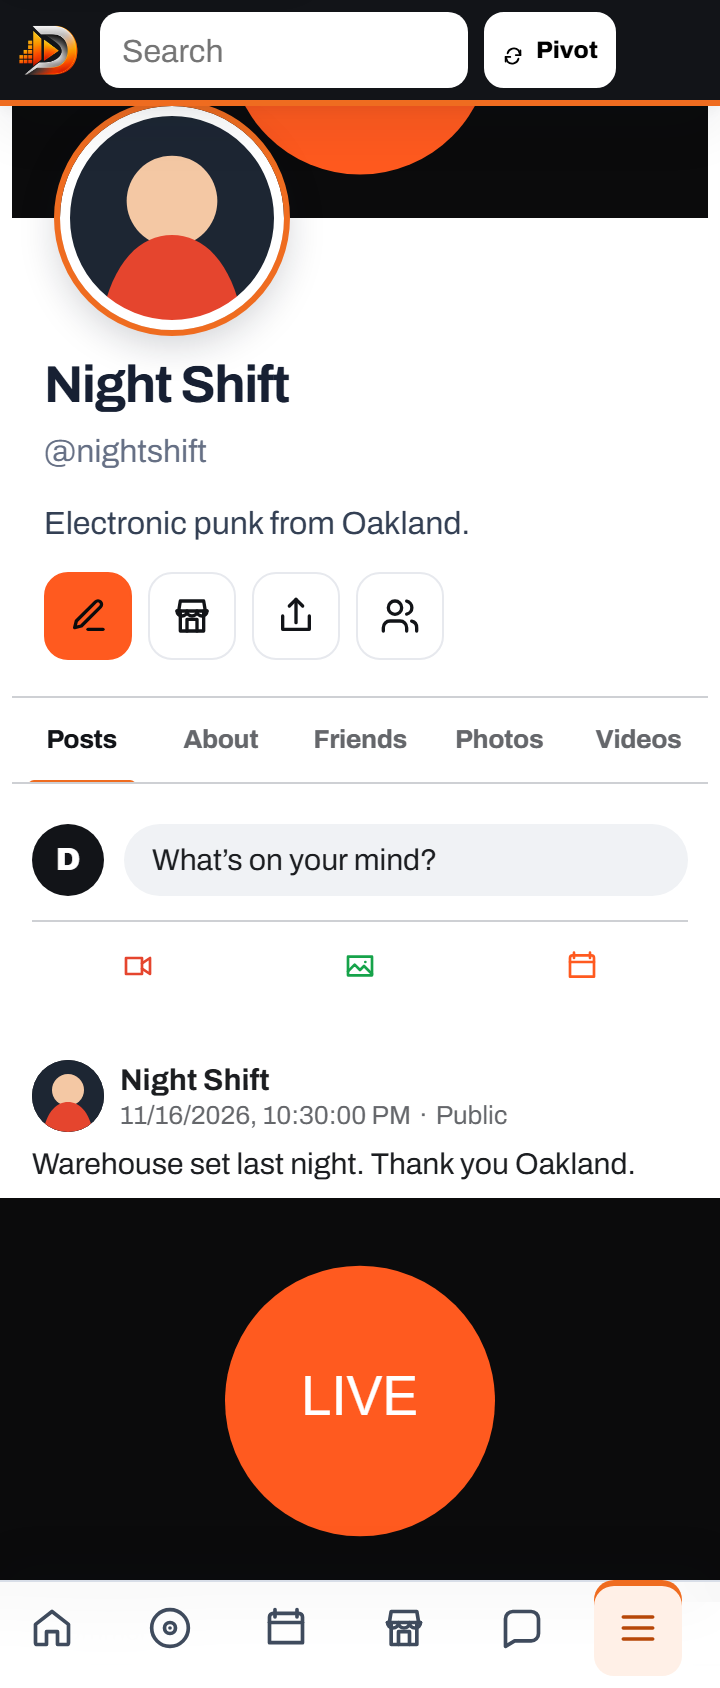 Search
Pivot
Night Shift
@nightshift
Electronic punk from Oakland.
Posts About Friends Photos Videos
D
What’s on your mind?
Night Shift
11/16/2026, 10:30:00 PM · Public
Warehouse set last night. Thank you Oakland.
LIVE